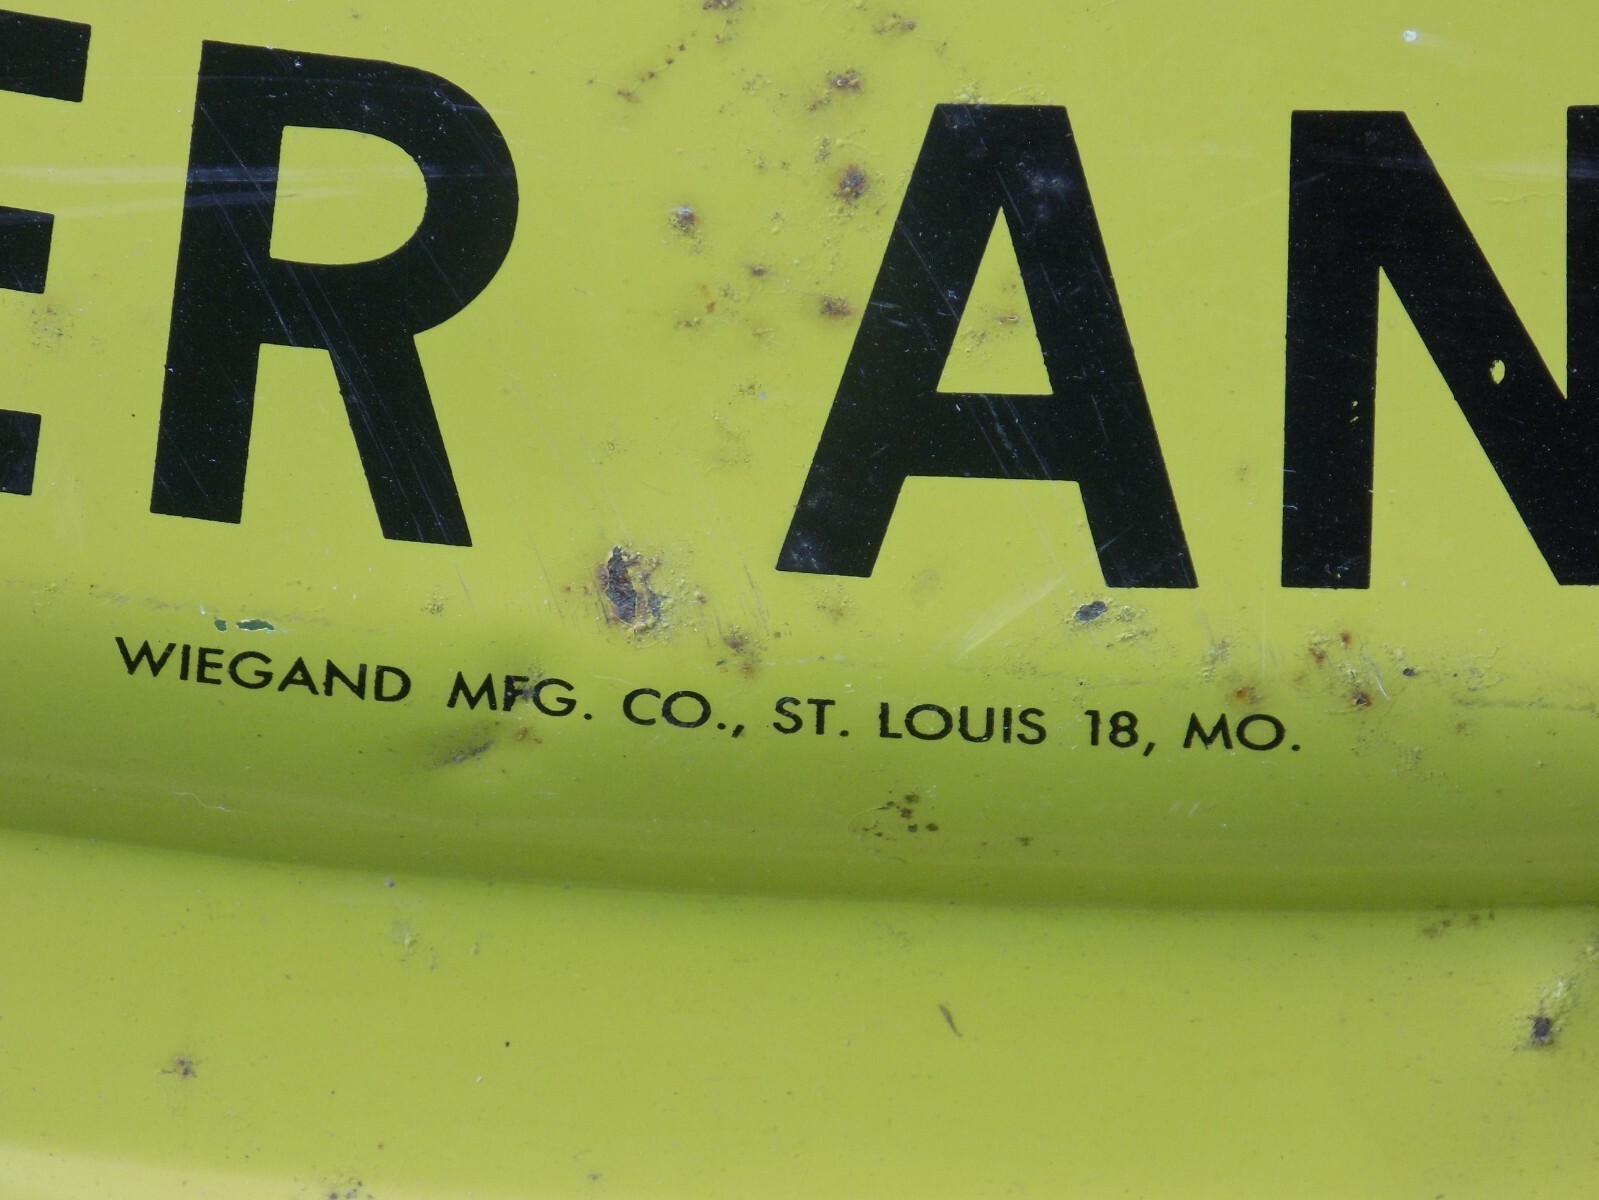 ER AN
WIEGAND MFG. CO., ST. LOUIS 18, MO.